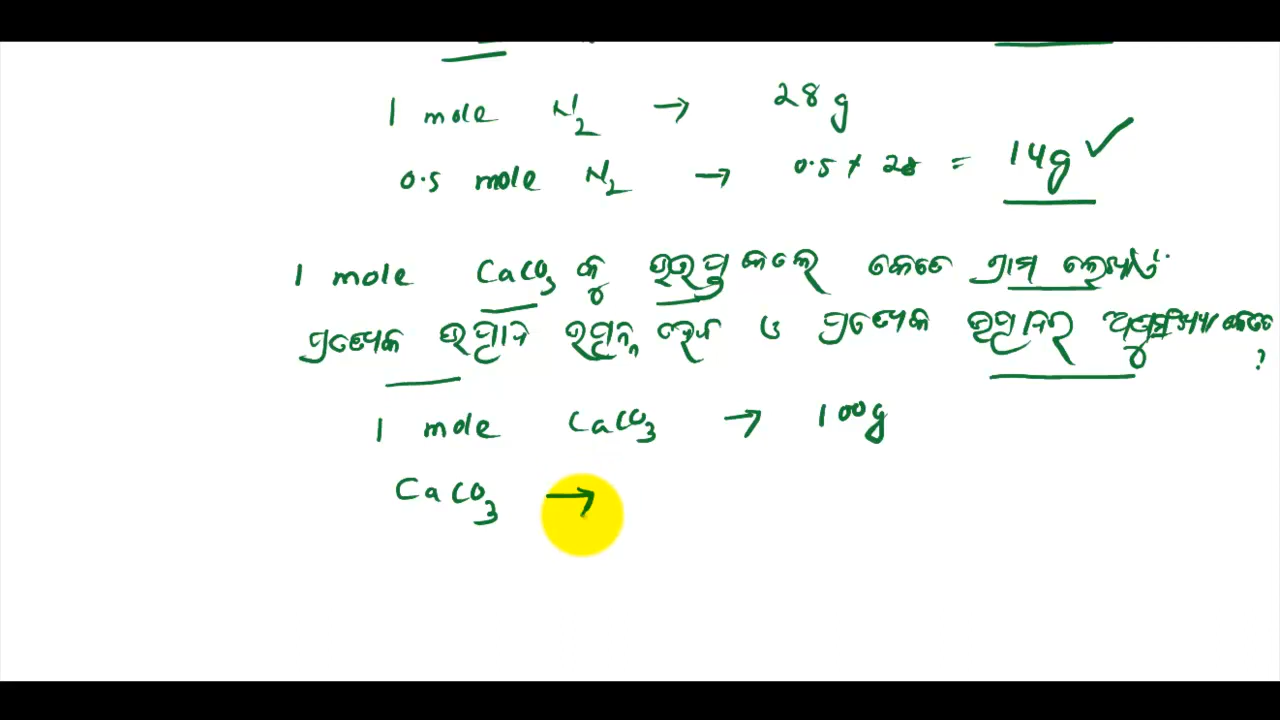 1 mole N₂ → 28 g
0.5 mole N₂ → 0.5 × 28 = 14g ✓
1 mole CaCO₃ କୁ ଉତ୍ତପ୍ତ କଲେ କେତେ ଗ୍ରାମ ଲେଖାଏଁ
ପ୍ରତ୍ୟେକ ଉତ୍ପାଦ ଉତ୍ପନ୍ନ ହେବ ଓ ପ୍ରତ୍ୟେକ ଉତ୍ପାଦର ଅଣୁସଂଖ୍ୟା କେତେ ?
1 mole CaCO₃ → 100g
CaCO₃ →